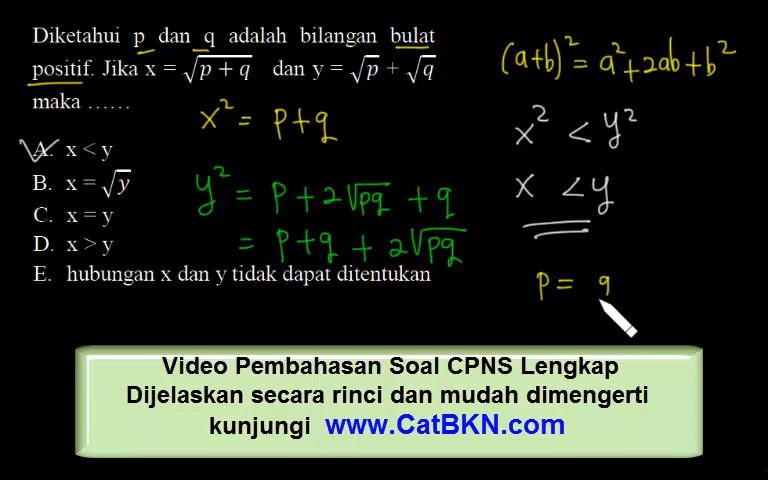 Diketahui p dan q adalah bilangan bulat
positif. Jika x = √(p + q) dan y = √p + √q
maka ……
A. x < y
B. x = √y
C. x = y
D. x > y
E. hubungan x dan y tidak dapat ditentukan
x² = p+q
y² = p + 2√pq + q
= p+q + 2√pq
(a+b)² = a²+2ab+b²
x² < y²
x < y
p = 9
Video Pembahasan Soal CPNS Lengkap
Dijelaskan secara rinci dan mudah dimengerti
kunjungi www.CatBKN.com